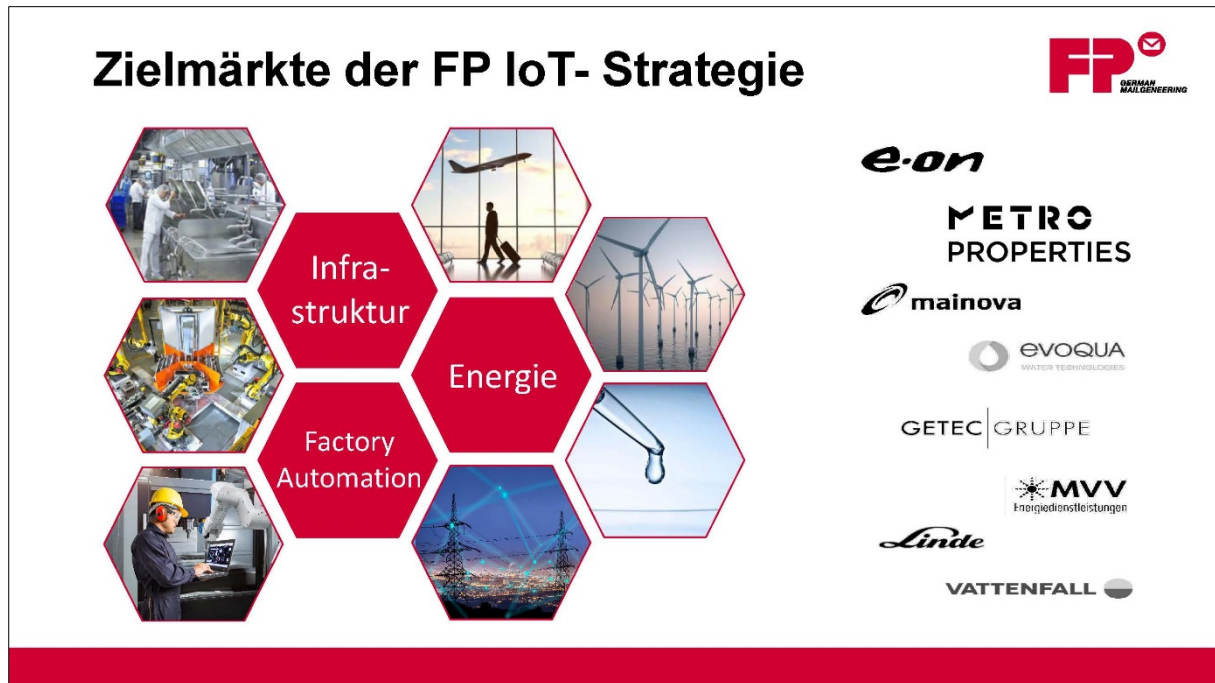 Zielmärkte der FP IoT- Strategie
FP
GERMAN
MAILGENEERING
Infra-
struktur
Energie
Factory
Automation
e·on
METRO
PROPERTIES
mainova
evoQUA
WATER TECHNOLOGIES
GETEC|GRUPPE
MVV
Energiedienstleistungen
Linde
VATTENFALL